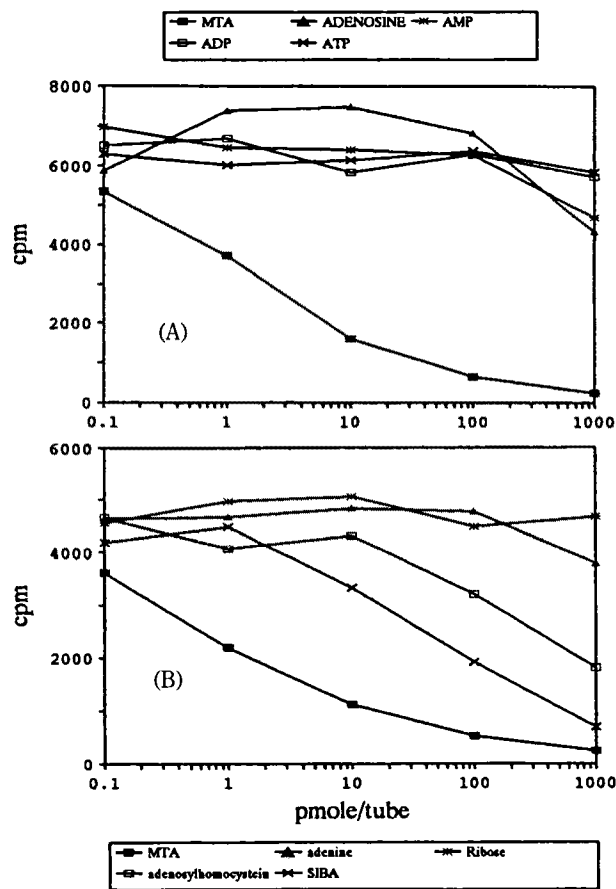 MTA ADENOSINE AMP
ADP ATP
8000
6000
cpm
4000
2000
(A)
0
0.1 1 10 100 1000
6000
4000
cpm
2000
(B)
0
0.1 1 10 100 1000
pmole/tube
MTA adenine Ribose
adenosylhomocystein SIBA